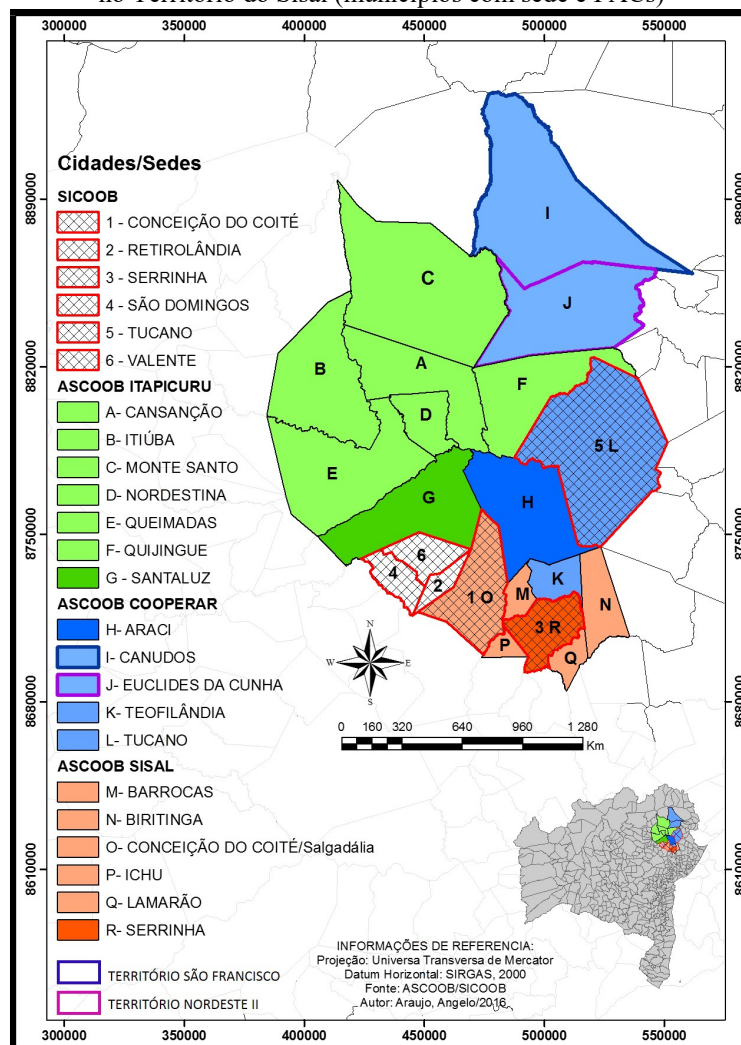 no Território do Sisal (municípios com sede e PACs)
300000 350000 400000 450000 500000 550000
8890000
8820000
8750000
8680000
8610000
8890000
8820000
8750000
8680000
8610000
Cidades/Sedes
SICOOB
1 - CONCEIÇÃO DO COITÉ
2 - RETIROLÂNDIA
3 - SERRINHA
4 - SÃO DOMINGOS
5 - TUCANO
6 - VALENTE
ASCOOB ITAPICURU
A- CANSANÇÃO
B- ITIÚBA
C- MONTE SANTO
D- NORDESTINA
E- QUEIMADAS
F- QUIJINGUE
G - SANTALUZ
ASCOOB COOPERAR
H- ARACI
I- CANUDOS
J- EUCLIDES DA CUNHA
K- TEOFILÂNDIA
L- TUCANO
ASCOOB SISAL
M- BARROCAS
N- BIRITINGA
O- CONCEIÇÃO DO COITÉ/Salgadália
P- ICHU
Q- LAMARÃO
R- SERRINHA
TERRITÓRIO SÃO FRANCISCO
TERRITÓRIO NORDESTE II
I
C
J
B
A
F
D
5 L
E
G
H
6
4
2
1 O
M
K
N
3 R
P
Q
N
W
E
S
0 160 320 640 960 1 280
Km
INFORMAÇÕES DE REFERENCIA:
Projeção: Universa Transversa de Mercator
Datum Horizontal: SIRGAS, 2000
Fonte: ASCOOB/SICOOB
Autor: Araujo, Angelo/2016
300000 350000 400000 450000 500000 550000